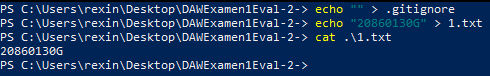 PS C:\Users\rexin\Desktop\DAWExamen1Eval-2-> echo "" > .gitignore
PS C:\Users\rexin\Desktop\DAWExamen1Eval-2-> echo "20860130G" > 1.txt
PS C:\Users\rexin\Desktop\DAWExamen1Eval-2-> cat .\1.txt
20860130G
PS C:\Users\rexin\Desktop\DAWExamen1Eval-2->